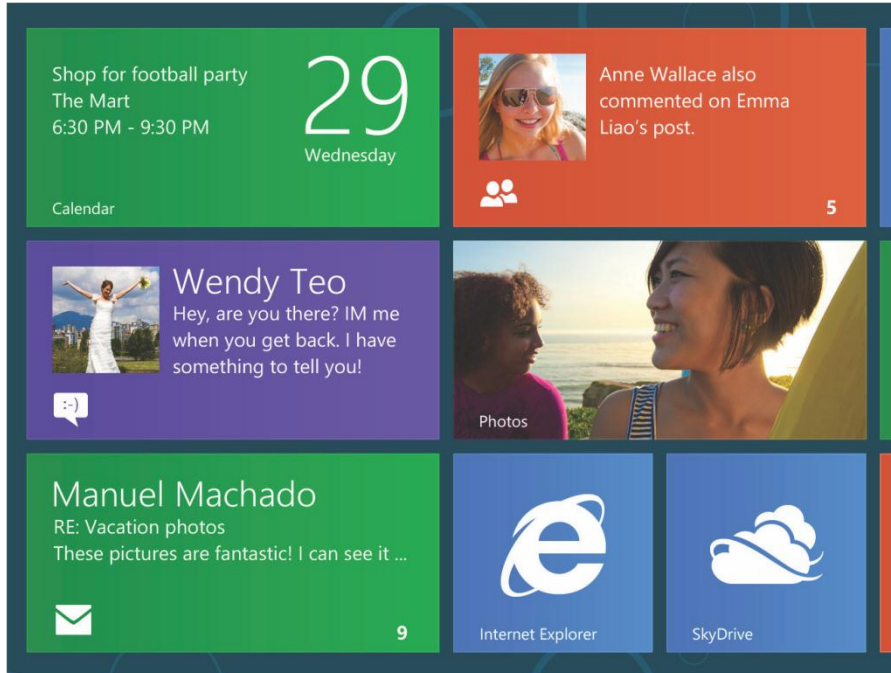 Shop for football party
The Mart
6:30 PM - 9:30 PM
29
Wednesday
Calendar
Anne Wallace also
commented on Emma
Liao's post.
5
Wendy Teo
Hey, are you there? IM me
when you get back. I have
something to tell you!
:-)
Photos
Manuel Machado
RE: Vacation photos
These pictures are fantastic! I can see it ...
9
Internet Explorer
SkyDrive